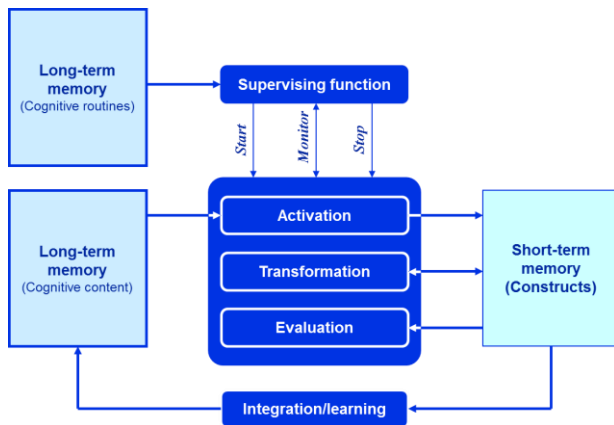 Long-term
memory
(Cognitive routines)
Supervising function
Start
Monitor
Stop
Long-term
memory
(Cognitive content)
Activation
Transformation
Evaluation
Short-term
memory
(Constructs)
Integration/learning